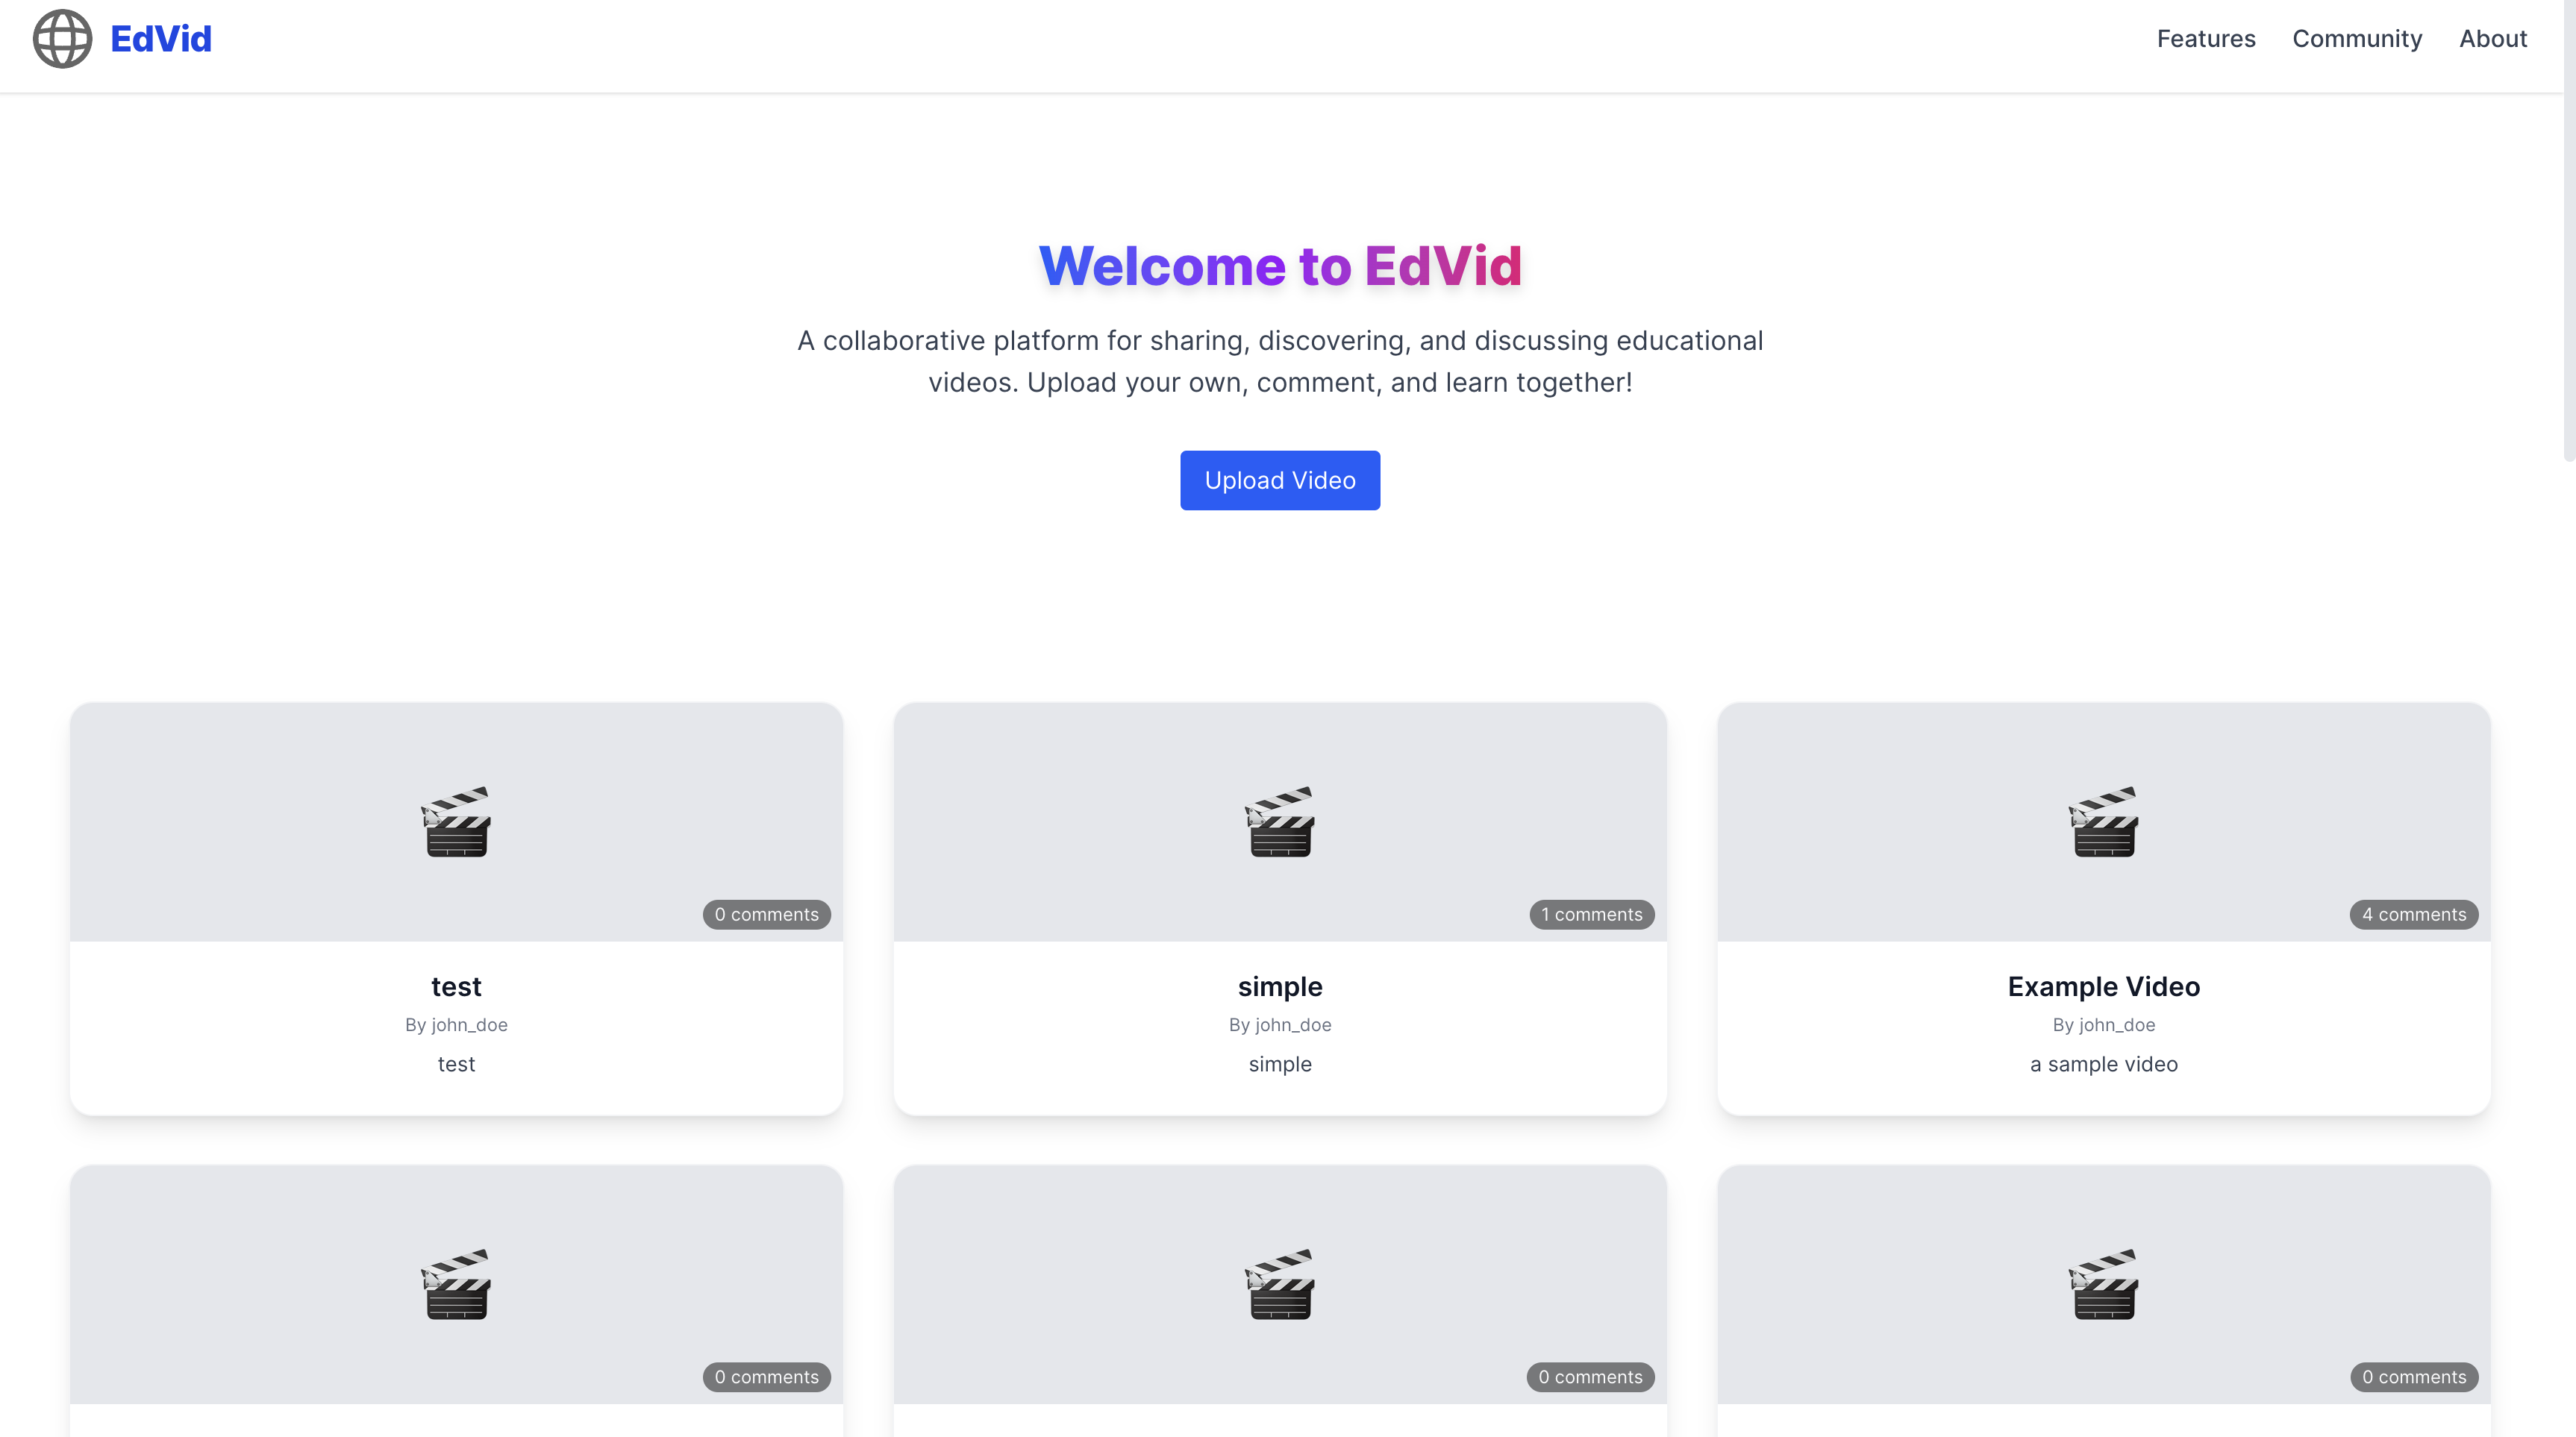 EdVid
Features Community About
Welcome to EdVid
A collaborative platform for sharing, discovering, and discussing educational
videos. Upload your own, comment, and learn together!
Upload Video
0 comments
test
By john_doe
test
1 comments
simple
By john_doe
simple
4 comments
Example Video
By john_doe
a sample video
0 comments
0 comments
0 comments